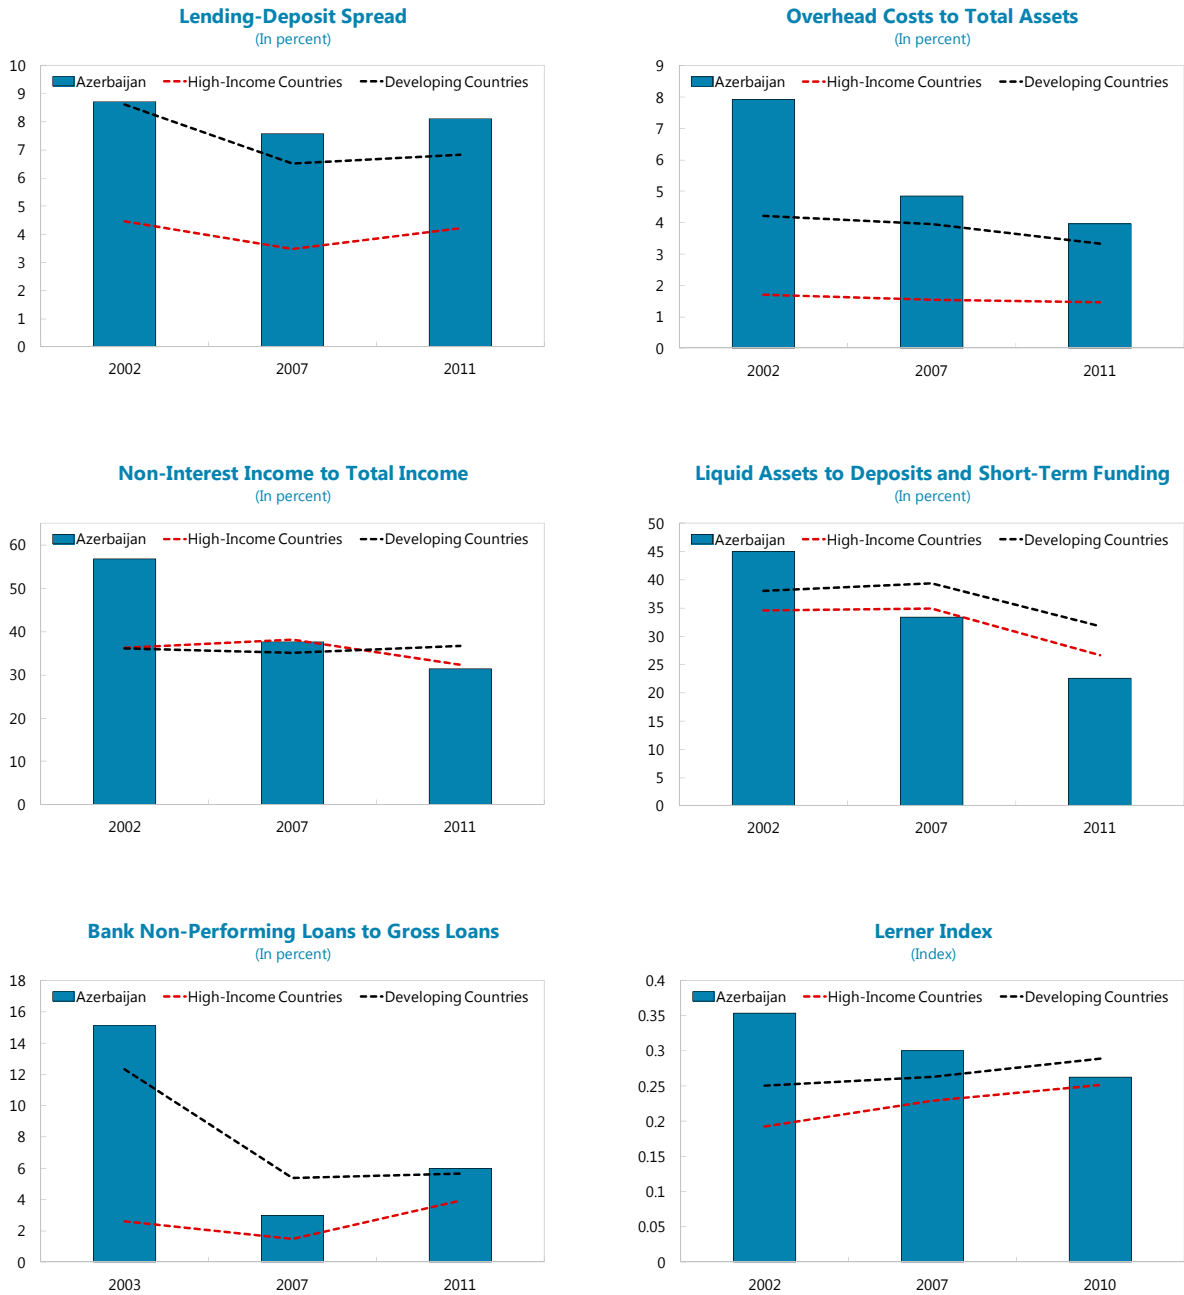 Lending-Deposit Spread
(In percent)
10
9
8
7
6
5
4
3
2
1
0
Azerbaijan High-Income Countries Developing Countries
2002 2007 2011
Overhead Costs to Total Assets
(In percent)
9
8
7
6
5
4
3
2
1
0
Azerbaijan High-Income Countries Developing Countries
2002 2007 2011
Non-Interest Income to Total Income
(In percent)
60
50
40
30
20
10
0
Azerbaijan High-Income Countries Developing Countries
2002 2007 2011
Liquid Assets to Deposits and Short-Term Funding
(In percent)
50
45
40
35
30
25
20
15
10
5
0
Azerbaijan High-Income Countries Developing Countries
2002 2007 2011
Bank Non-Performing Loans to Gross Loans
(In percent)
18
16
14
12
10
8
6
4
2
0
Azerbaijan High-Income Countries Developing Countries
2003 2007 2011
Lerner Index
(Index)
0.4
0.35
0.3
0.25
0.2
0.15
0.1
0.05
0
Azerbaijan High-Income Countries Developing Countries
2002 2007 2010